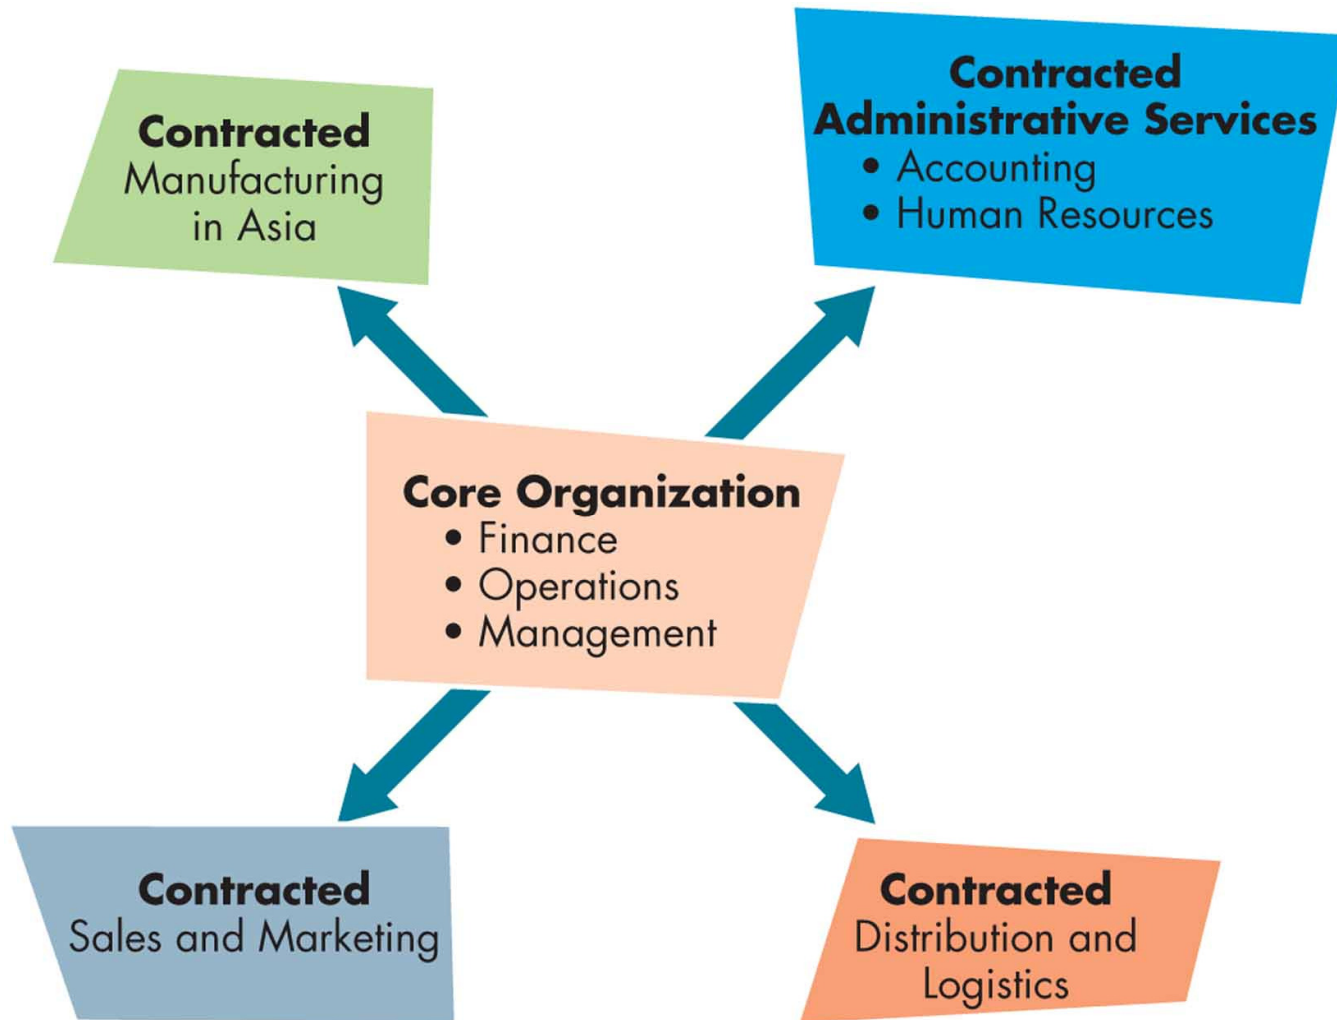 Contracted
Manufacturing
in Asia
Contracted
Administrative Services
• Accounting
• Human Resources
Core Organization
• Finance
• Operations
• Management
Contracted
Sales and Marketing
Contracted
Distribution and
Logistics